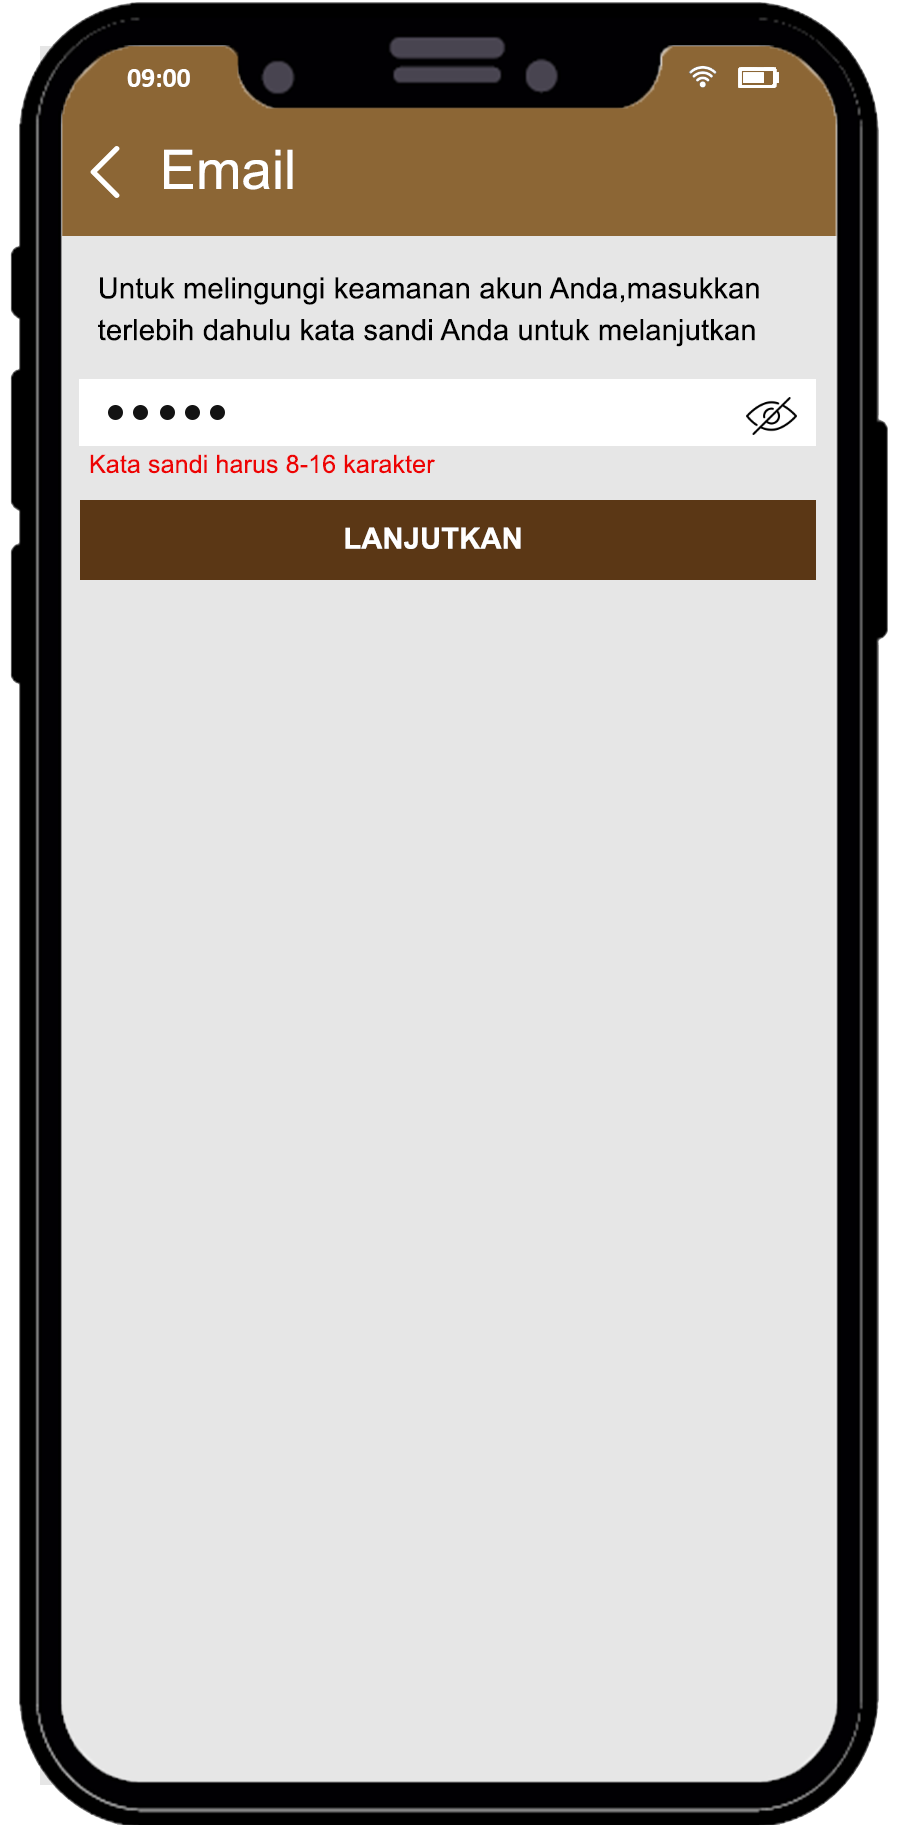 09:00
Email
Untuk melingungi keamanan akun Anda,masukkan
terlebih dahulu kata sandi Anda untuk melanjutkan
Kata sandi harus 8-16 karakter
LANJUTKAN